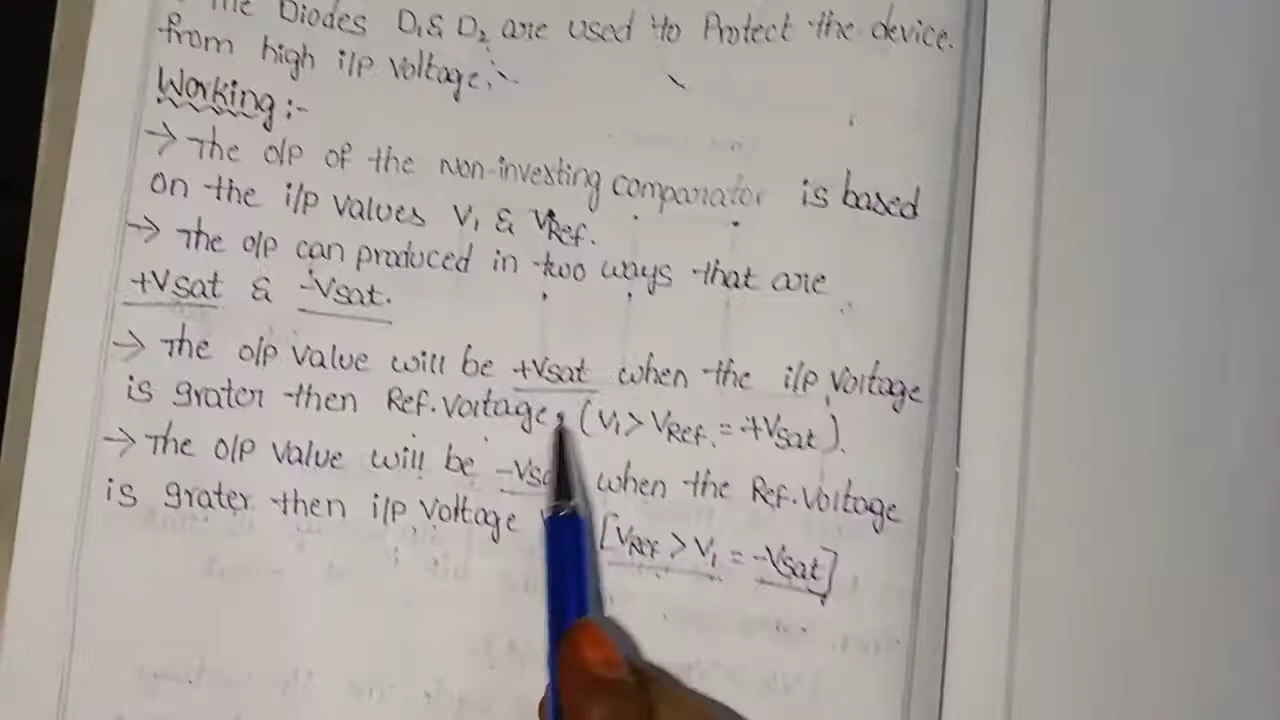 The Diodes D₁ & D₂ are used to Protect the device.
from high i/p voltage.
Working :-
→ The o/p of the Non-investing comparator is based
on the i/p values V₁ & VRef.
→ The o/p can produced in two ways that are
+Vsat & -Vsat.
→ The o/p value will be +Vsat when the i/p Voltage
is grater then Ref. Voltage. (V₁ > VRef. = +Vsat).
→ The o/p value will be -Vsat when the Ref. Voltage
is grater then i/p Voltage [VRef > V₁ = -Vsat]